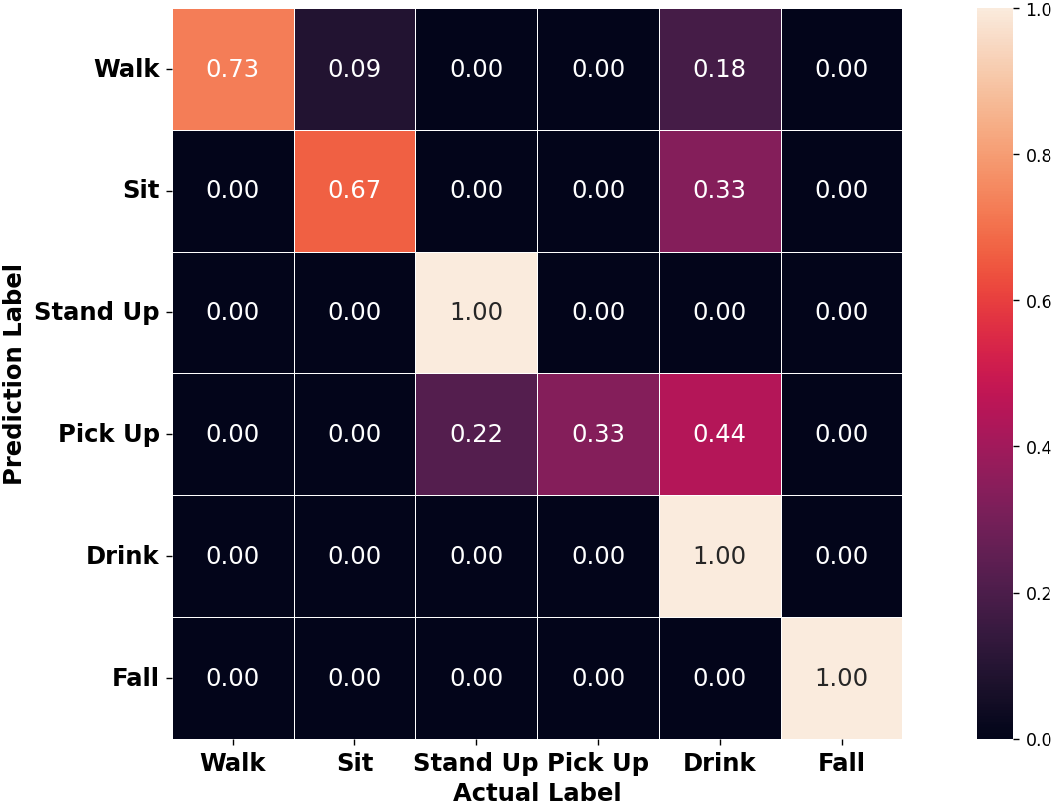 Prediction Label
Walk 0.73 0.09 0.00 0.00 0.18 0.00
Sit 0.00 0.67 0.00 0.00 0.33 0.00
Stand Up 0.00 0.00 1.00 0.00 0.00 0.00
Pick Up 0.00 0.00 0.22 0.33 0.44 0.00
Drink 0.00 0.00 0.00 0.00 1.00 0.00
Fall 0.00 0.00 0.00 0.00 0.00 1.00
Walk Sit Stand Up Pick Up Drink Fall
Actual Label
1.0
0.8
0.6
0.4
0.2
0.0